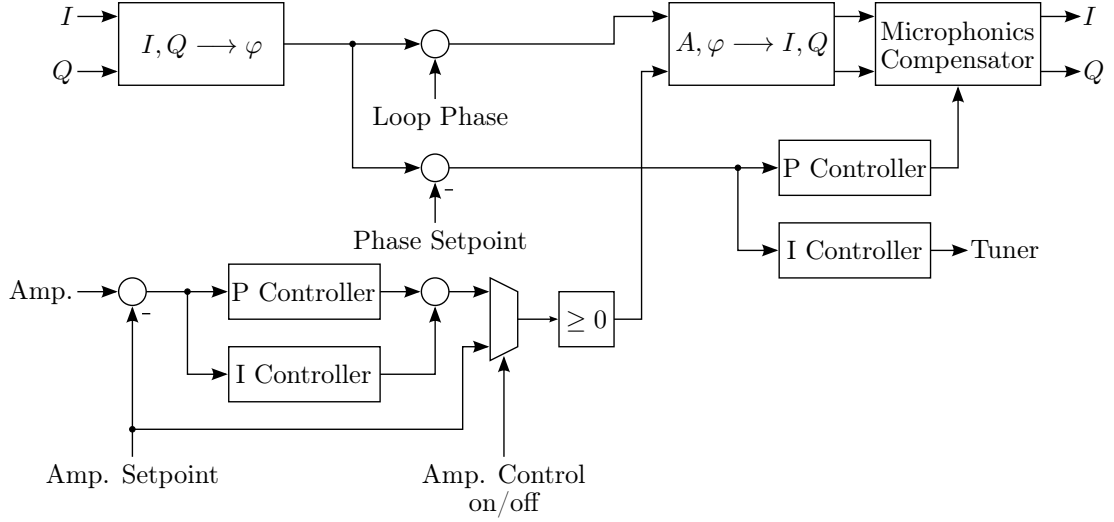 I
Q
I, Q ⟶ φ
A, φ ⟶ I, Q
Microphonics
Compensator
I
Q
Loop Phase
P Controller
-
Phase Setpoint
I Controller
Tuner
Amp.
-
P Controller
≥ 0
I Controller
Amp. Setpoint
Amp. Control
on/off